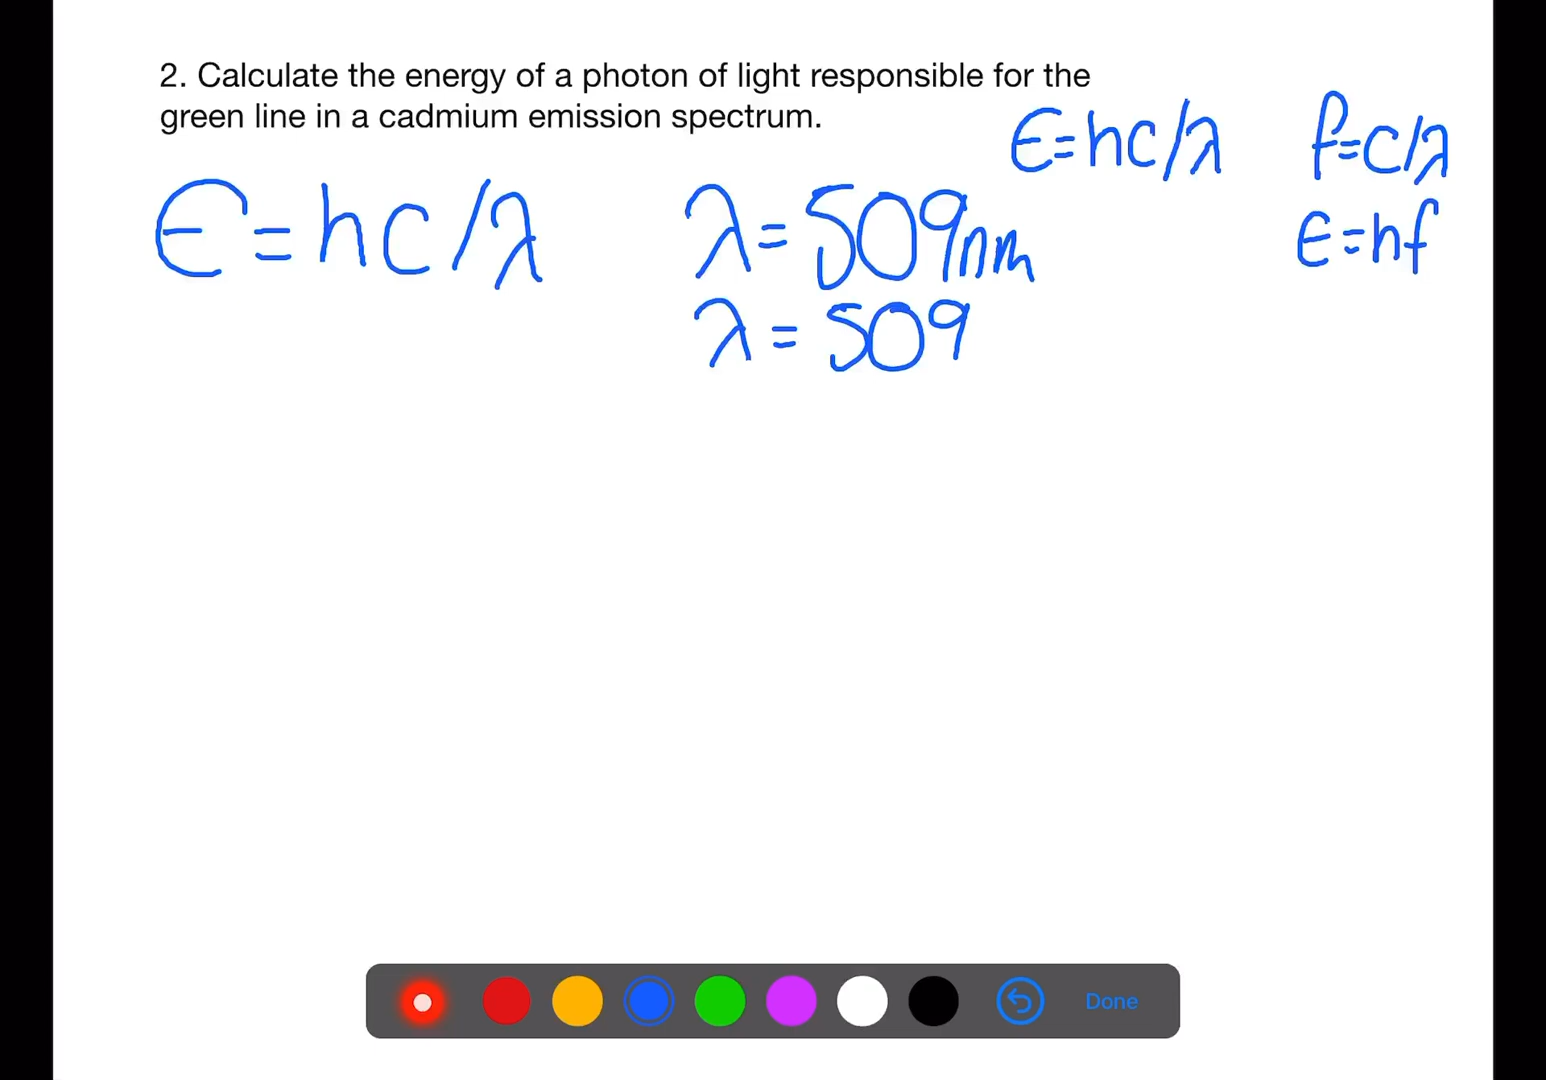 2. Calculate the energy of a photon of light responsible for the
green line in a cadmium emission spectrum.
E=hc/λ
f=c/λ
E=hc/λ
λ=509nm
E=hf
λ=509
Done